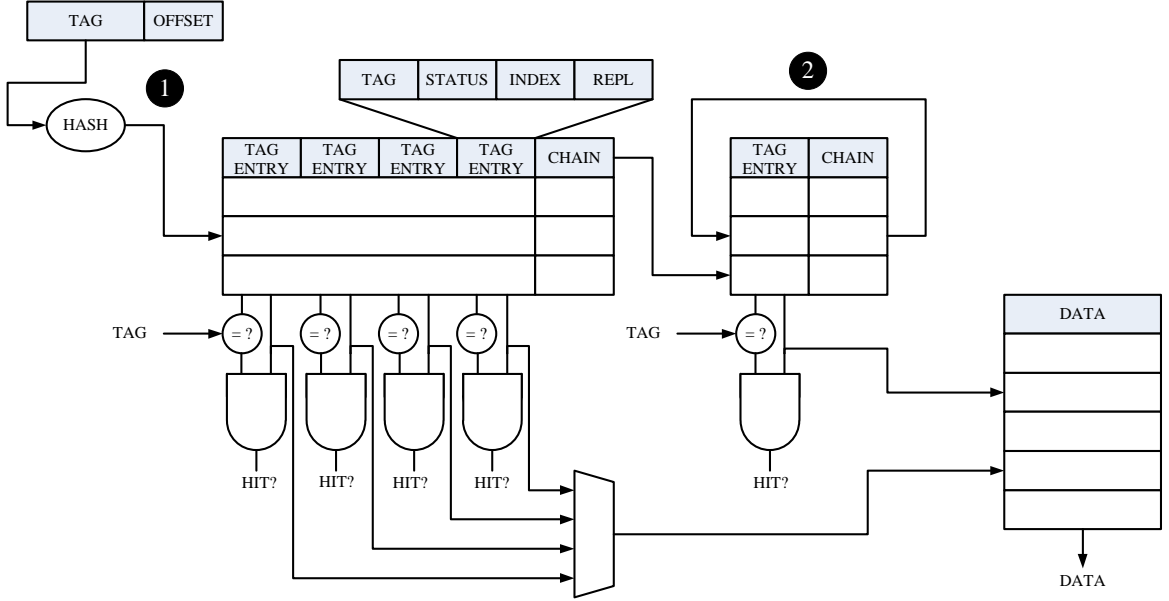 TAG OFFSET
1
HASH
TAG STATUS INDEX REPL
2
TAG ENTRY TAG ENTRY TAG ENTRY TAG ENTRY CHAIN
TAG ENTRY CHAIN
TAG = ? = ? = ? = ?
TAG = ?
DATA
HIT? HIT? HIT? HIT?
HIT?
DATA